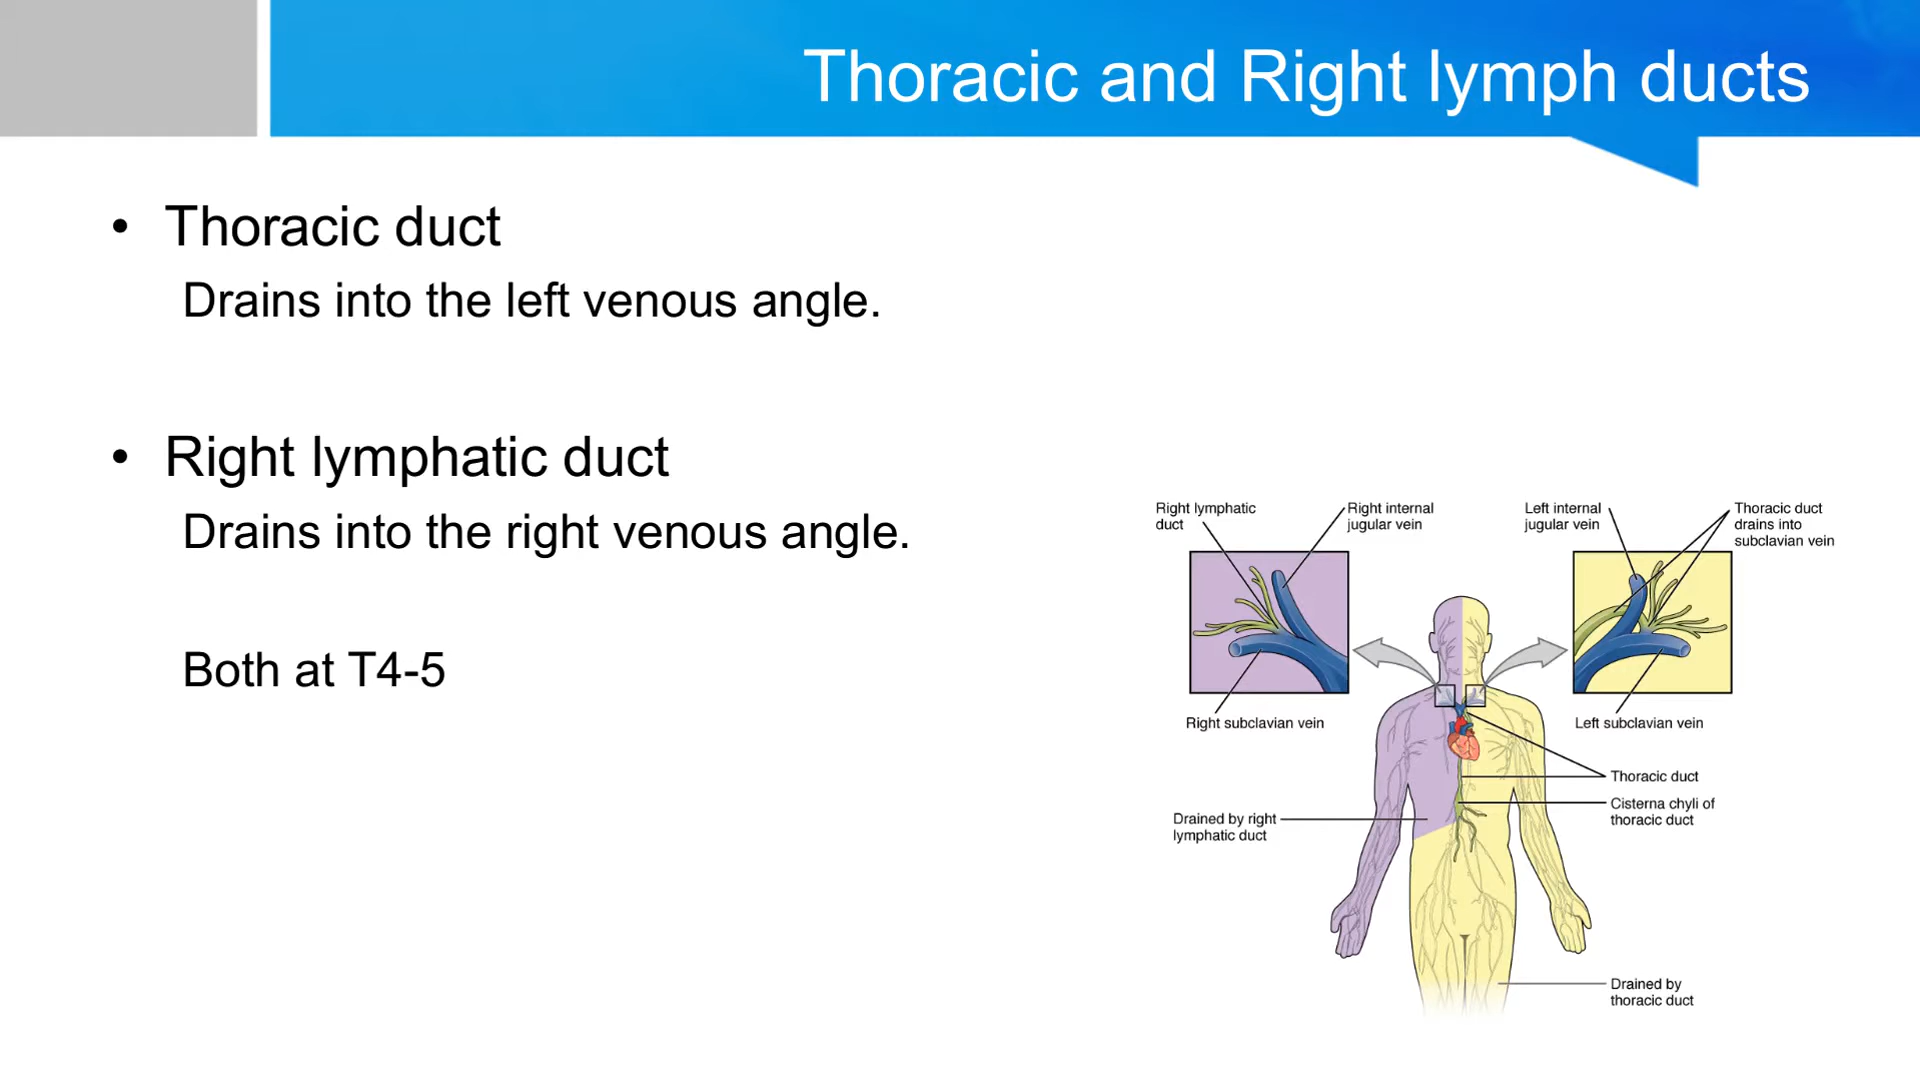 Thoracic and Right lymph ducts
• Thoracic duct
Drains into the left venous angle.
• Right lymphatic duct
Drains into the right venous angle.
Both at T4-5
Right lymphatic
duct
Right internal
jugular vein
Left internal
jugular vein
Thoracic duct
drains into
subclavian vein
Right subclavian vein
Left subclavian vein
Thoracic duct
Cisterna chyli of
thoracic duct
Drained by right
lymphatic duct
Drained by
thoracic duct